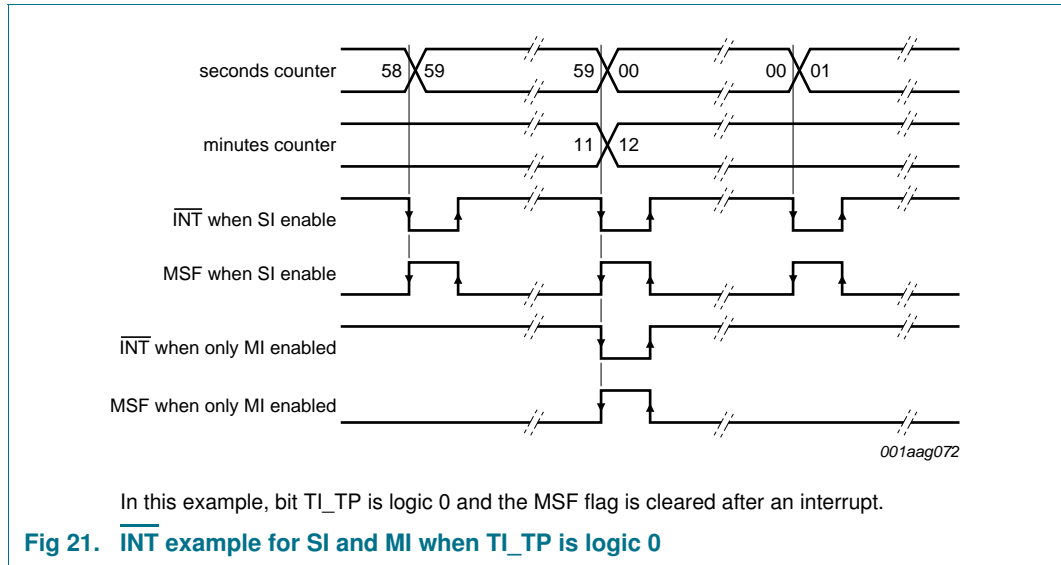 seconds counter 58 59 59 00 00 01
minutes counter 11 12
INT when SI enable
MSF when SI enable
INT when only MI enabled
MSF when only MI enabled
001aag072
In this example, bit TI_TP is logic 0 and the MSF flag is cleared after an interrupt.
Fig 21. INT example for SI and MI when TI_TP is logic 0